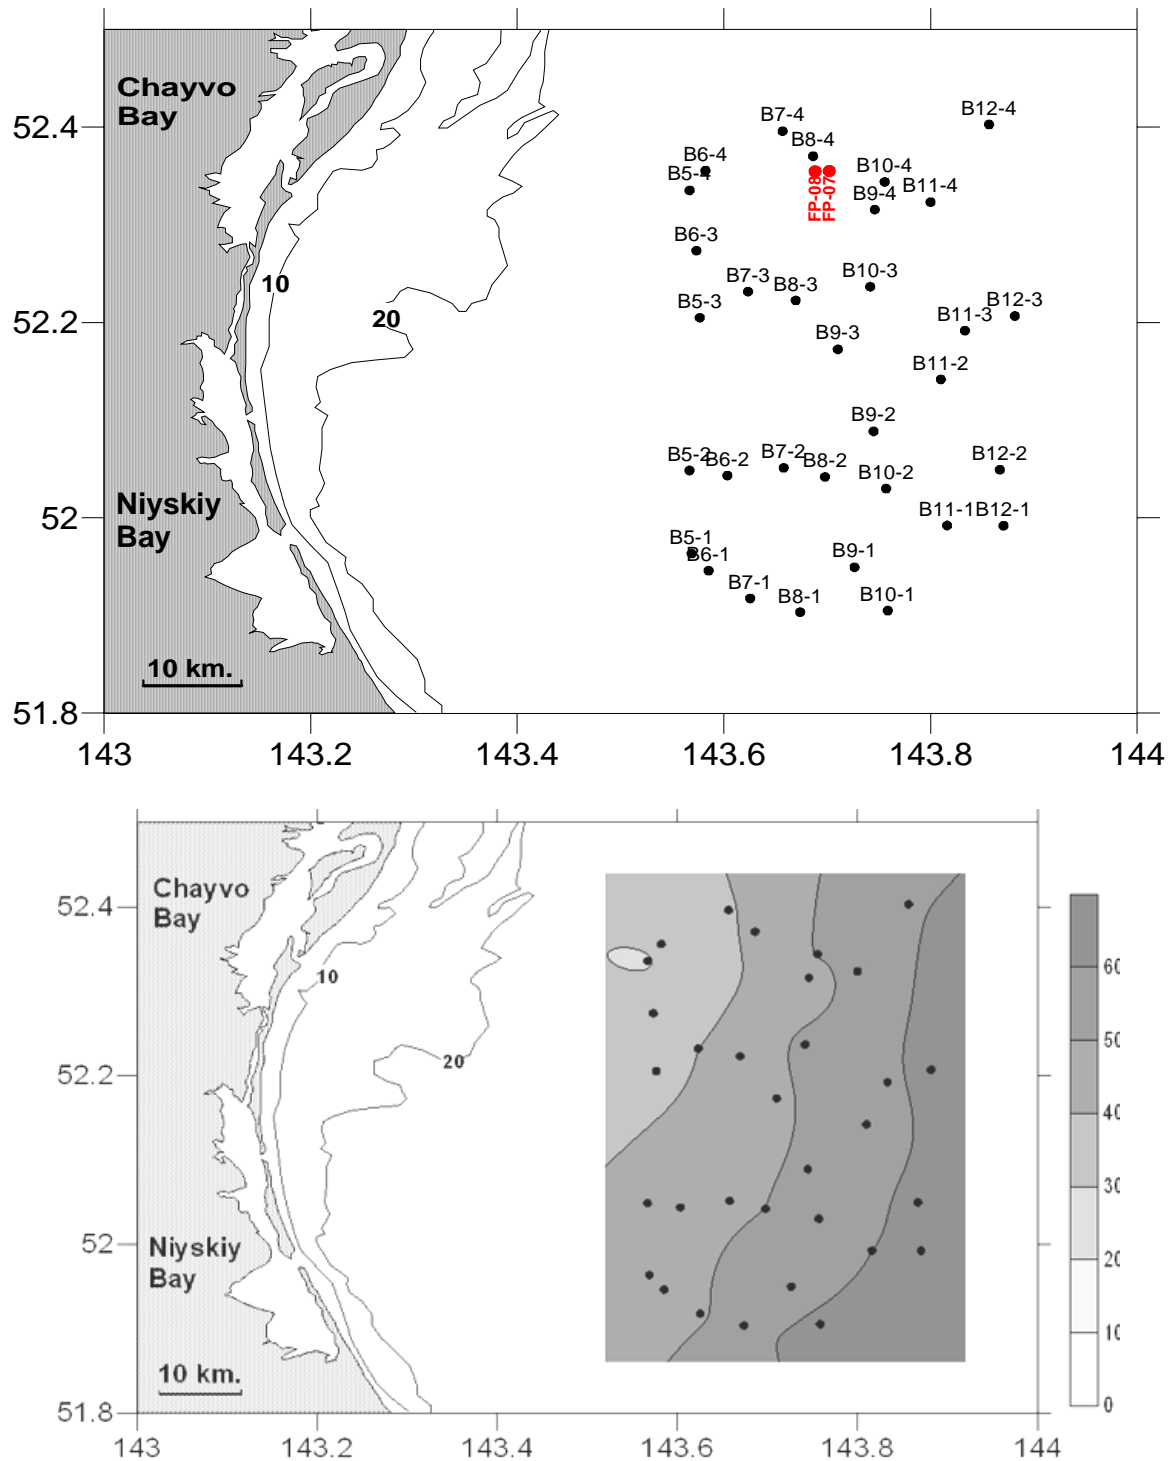 Chayvo
Bay
52.4
B12-4
B7-4
B8-4
B6-4
B5-4
B10-4
B11-4
B9-4
FP-08
FP-07
B6-3
10
B7-3
B8-3
B10-3
B5-3
B12-3
B11-3
20
52.2
B9-3
B11-2
B9-2
B5-2
B6-2
B7-2
B8-2
B12-2
B10-2
Niyskiy
Bay
52
B11-1
B12-1
B5-1
B6-1
B9-1
B7-1
B8-1
B10-1
10 km.
51.8
143
143.2
143.4
143.6
143.8
144
Chayvo
Bay
52.4
10
20
52.2
Niyskiy
Bay
52
10 km.
51.8
143
143.2
143.4
143.6
143.8
144
60
50
40
30
20
10
0